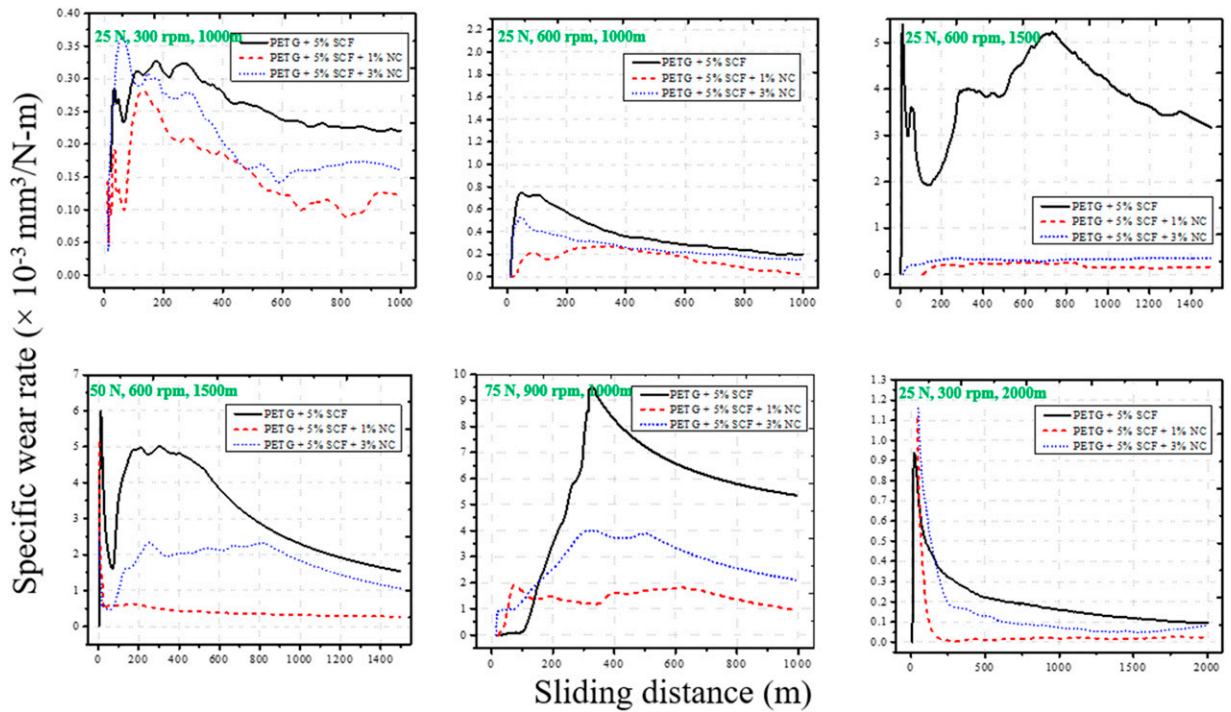 Specific wear rate (× 10⁻³ mm³/N-m)
25 N, 300 rpm, 1000m
PETG + 5% SCF
PETG + 5% SCF + 1% NC
PETG + 5% SCF + 3% NC
0.40
0.35
0.30
0.25
0.20
0.15
0.10
0.05
0.00
0 200 400 600 800 1000
25 N, 600 rpm, 1000m
PETG + 5% SCF
PETG + 5% SCF + 1% NC
PETG + 5% SCF + 3% NC
2.2
2.0
1.8
1.6
1.4
1.2
1.0
0.8
0.6
0.4
0.2
0.0
0 200 400 600 800 1000
25 N, 600 rpm, 1500
PETG + 5% SCF
PETG + 5% SCF + 1% NC
PETG + 5% SCF + 3% NC
5
4
3
2
1
0
0 200 400 600 800 1000 1200 1400
50 N, 600 rpm, 1500m
PETG + 5% SCF
PETG + 5% SCF + 1% NC
PETG + 5% SCF + 3% NC
7
6
5
4
3
2
1
0
0 200 400 600 800 1000 1200 1400
75 N, 900 rpm, 1000m
PETG + 5% SCF
PETG + 5% SCF + 1% NC
PETG + 5% SCF + 3% NC
10
9
8
7
6
5
4
3
2
1
0
0 200 400 600 800 1000
25 N, 300 rpm, 2000m
PETG + 5% SCF
PETG + 5% SCF + 1% NC
PETG + 5% SCF + 3% NC
1.3
1.2
1.1
1.0
0.9
0.8
0.7
0.6
0.5
0.4
0.3
0.2
0.1
0.0
0 500 1000 1500 2000
Sliding distance (m)